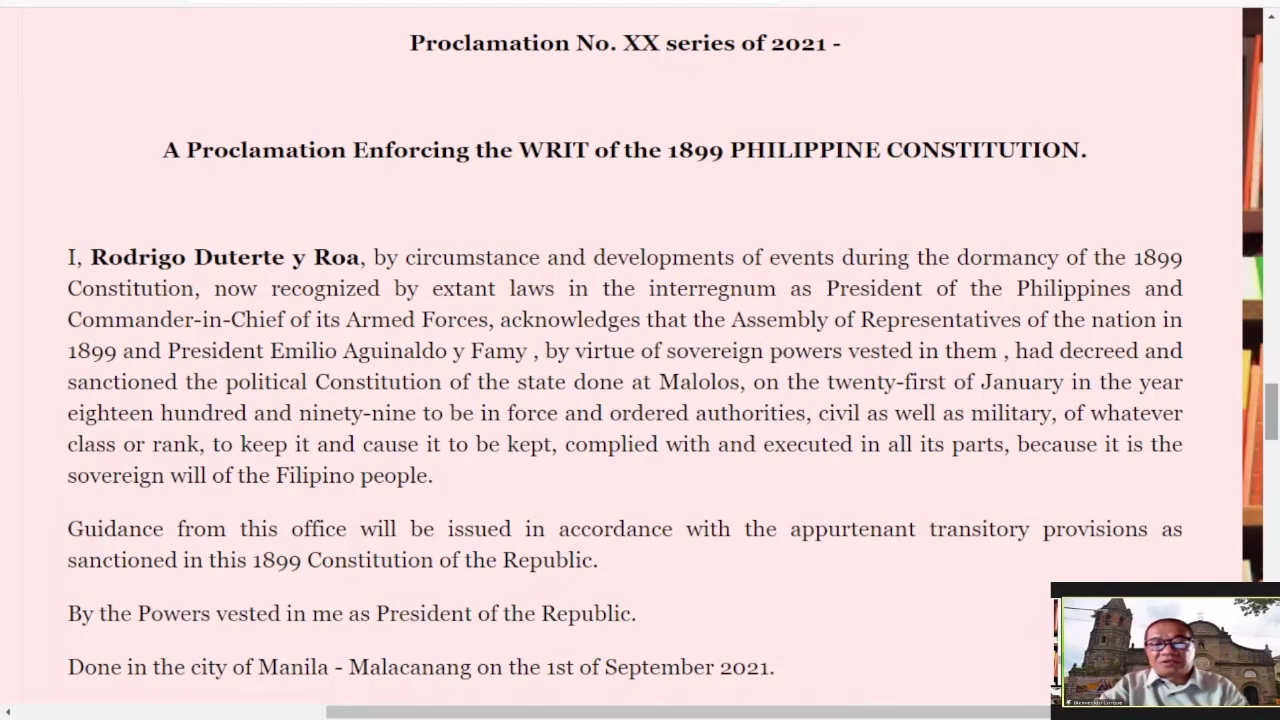 Proclamation No. XX series of 2021 -
A Proclamation Enforcing the WRIT of the 1899 PHILIPPINE CONSTITUTION.
I, Rodrigo Duterte y Roa, by circumstance and developments of events during the dormancy of the 1899
Constitution, now recognized by extant laws in the interregnum as President of the Philippines and
Commander-in-Chief of its Armed Forces, acknowledges that the Assembly of Representatives of the nation in
1899 and President Emilio Aguinaldo y Famy , by virtue of sovereign powers vested in them , had decreed and
sanctioned the political Constitution of the state done at Malolos, on the twenty-first of January in the year
eighteen hundred and ninety-nine to be in force and ordered authorities, civil as well as military, of whatever
class or rank, to keep it and cause it to be kept, complied with and executed in all its parts, because it is the
sovereign will of the Filipino people.
Guidance from this office will be issued in accordance with the appurtenant transitory provisions as
sanctioned in this 1899 Constitution of the Republic.
By the Powers vested in me as President of the Republic.
Done in the city of Manila - Malacanang on the 1st of September 2021.